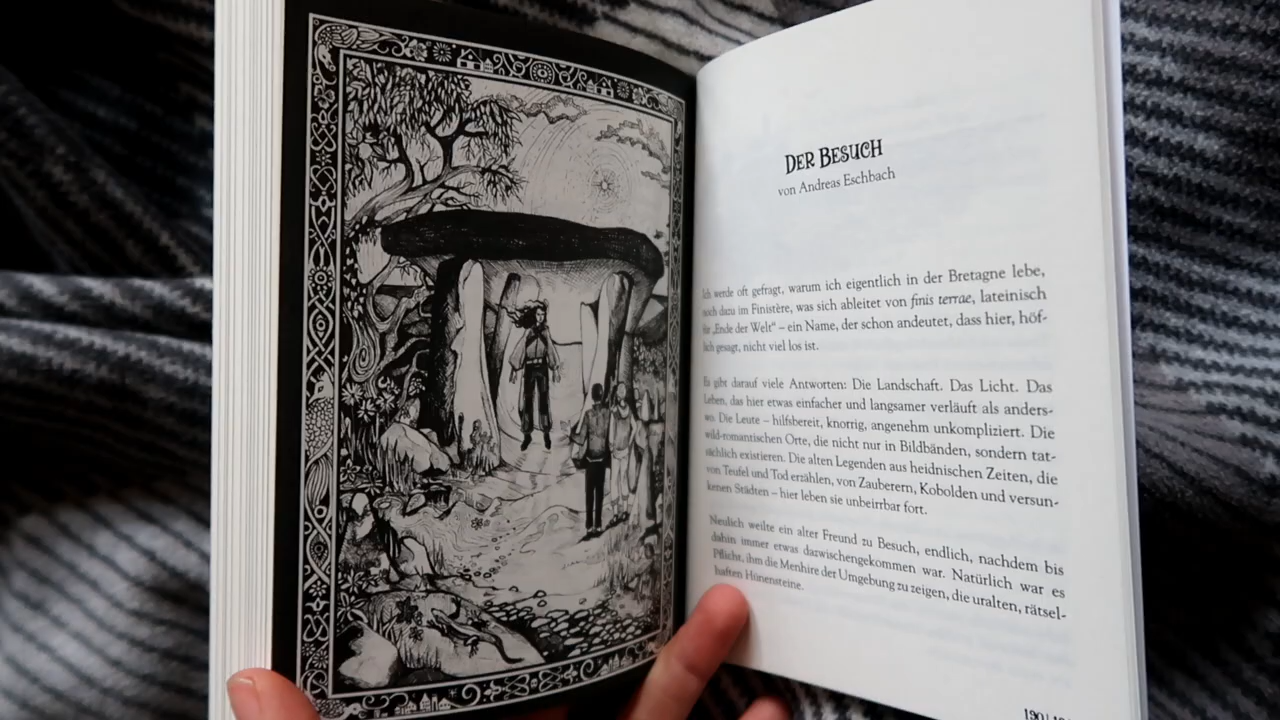 DER BESUCH
von Andreas Eschbach
Ich werde oft gefragt, warum ich eigentlich in der Bretagne lebe,
noch dazu im Finistère, was sich ableitet von finis terrae, lateinisch
für „Ende der Welt“ – ein Name, der schon andeutet, dass hier, höf-
lich gesagt, nicht viel los ist.
Es gibt darauf viele Antworten: Die Landschaft. Das Licht. Das
Leben, das hier etwas einfacher und langsamer verläuft als anders-
wo. Die Leute – hilfsbereit, knorrig, angenehm unkompliziert. Die
wild-romantischen Orte, die nicht nur in Bildbänden, sondern tat-
sächlich existieren. Die alten Legenden aus heidnischen Zeiten, die
von Teufel und Tod erzählen, von Zauberern, Kobolden und versun-
kenen Städten – hier leben sie unbeirrbar fort.
Neulich weilte ein alter Freund zu Besuch, endlich, nachdem bis
dahin immer etwas dazwischengekommen war. Natürlich war es
Pflicht, ihm die Menhire der Umgebung zu zeigen, die uralten, rätsel-
haften Hünensteine.
190